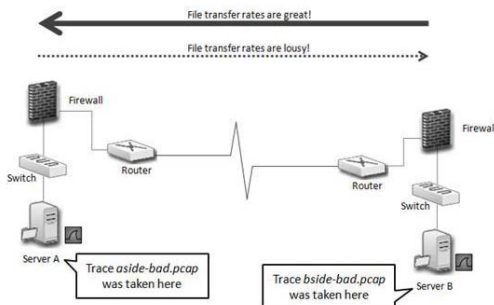 File transfer rates are great!
File transfer rates are lousy!
Firewall
Firewall
Router
Router
Switch
Switch
Server A
Server B
Trace aside-bad.pcap
was taken here
Trace bside-bad.pcap
was taken here